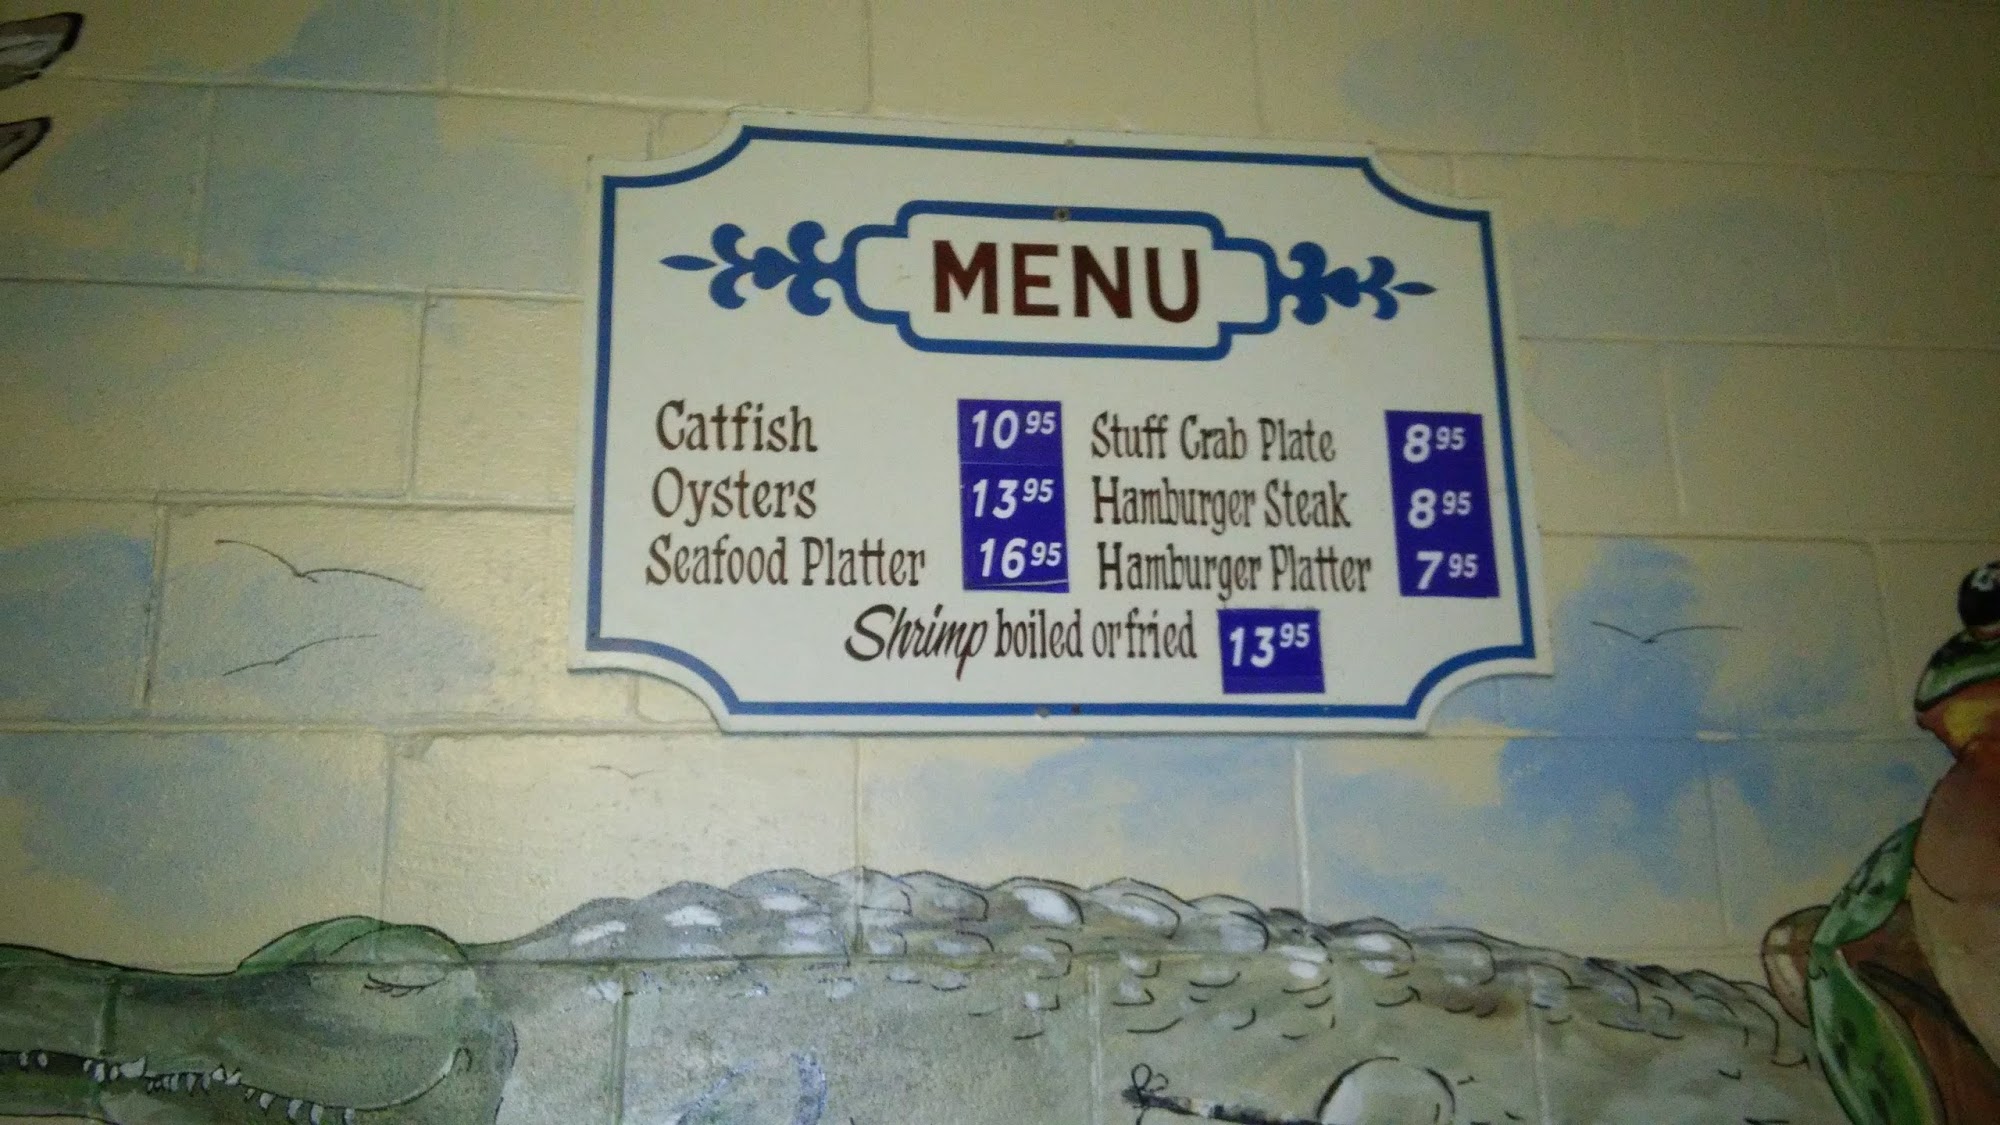 MENU
Catfish 10 95 Stuff Crab Plate 8 95
Oysters 13 95 Hamburger Steak 8 95
Seafood Platter 16 95 Hamburger Platter 7 95
Shrimp boiled or fried 13 95